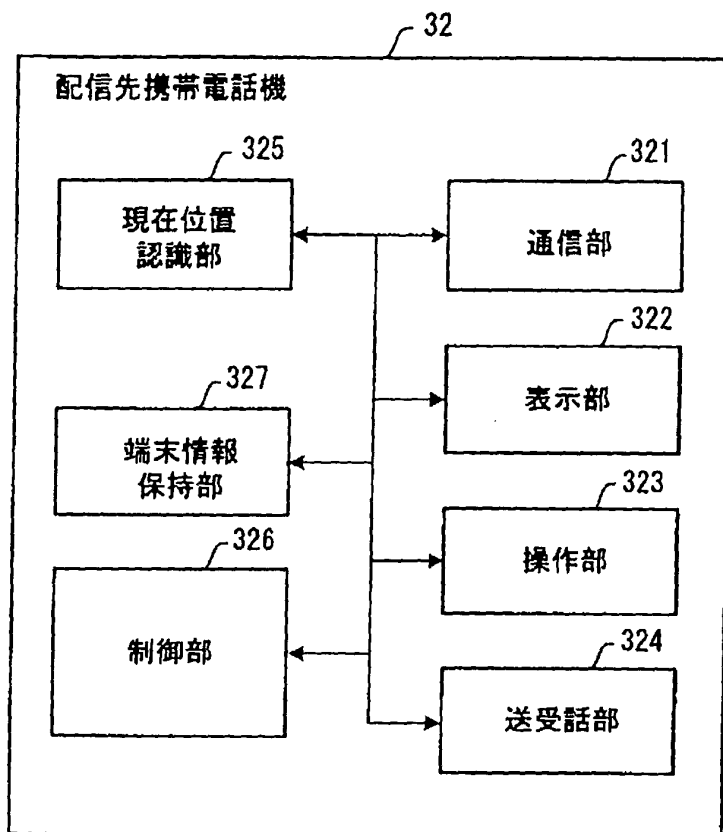 32
配信先携帯電話機
325
現在位置
認識部
321
通信部
322
表示部
327
端末情報
保持部
323
操作部
326
制御部
324
送受話部